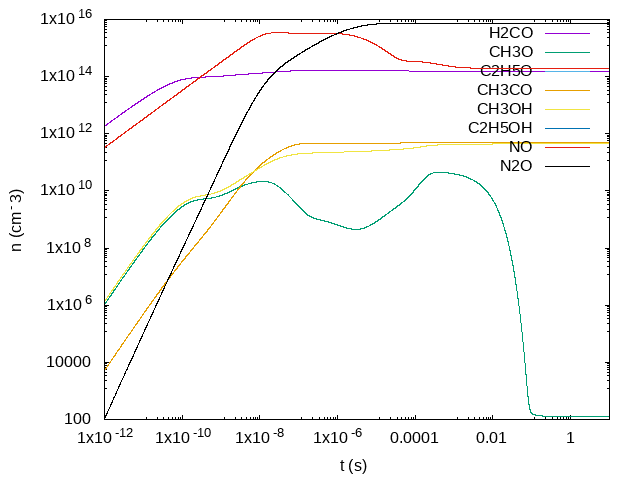 1x10^16
1x10^14
1x10^12
1x10^10
1x10^8
1x10^6
10000
100
n (cm^-3)
H2CO
CH3O
C2H5O
CH3CO
CH3OH
C2H5OH
NO
N2O
1x10^-12
1x10^-10
1x10^-8
1x10^-6
0.0001
0.01
1
t (s)